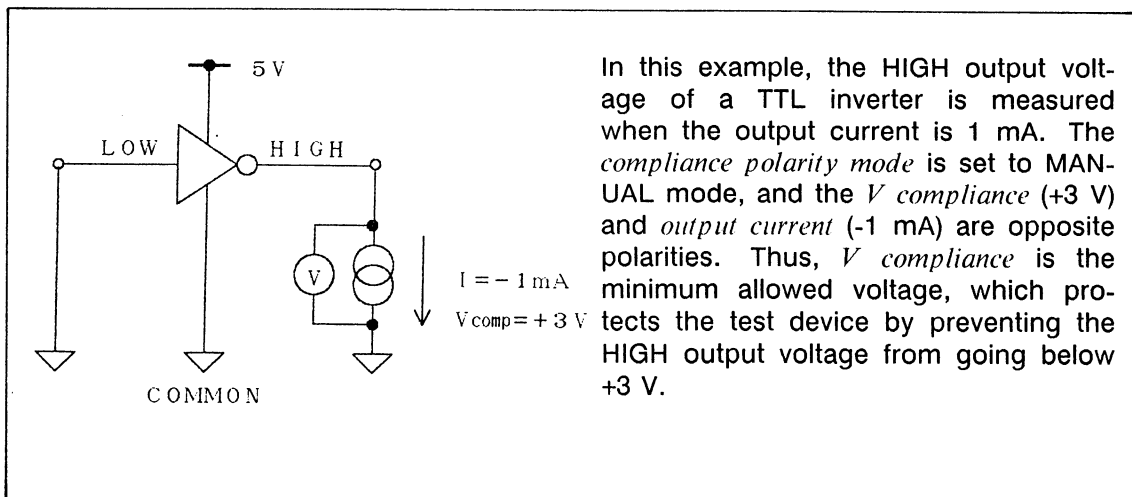 5V
LOW
HIGH
V
I = - 1mA
Vcomp= + 3 V
COMMON
In this example, the HIGH output volt-
age of a TTL inverter is measured
when the output current is 1 mA. The
compliance polarity mode is set to MAN-
UAL mode, and the V compliance (+3 V)
and output current (-1 mA) are opposite
polarities. Thus, V compliance is the
minimum allowed voltage, which pro-
tects the test device by preventing the
HIGH output voltage from going below
+3 V.